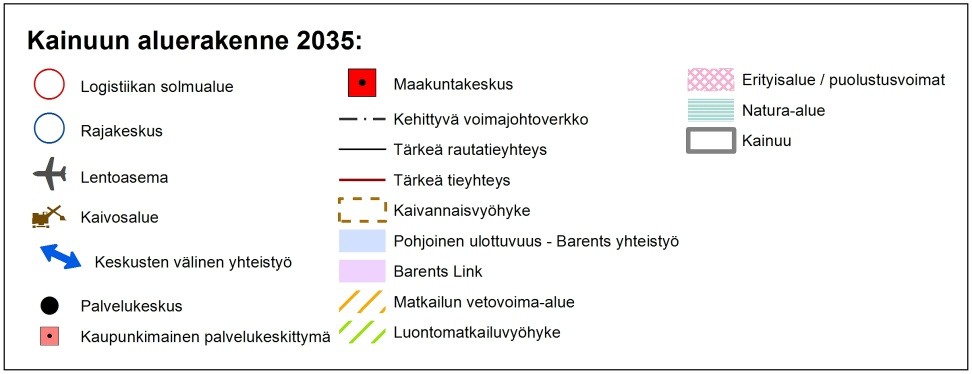 Kainuun aluerakenne 2035:
Logistiikan solmualue
Rajakeskus
Lentoasema
Kaivosalue
Keskusten välinen yhteistyö
Palvelukeskus
Kaupunkimainen palvelukeskittymä
Maakuntakeskus
Kehittyvä voimajohtoverkko
Tärkeä rautatieyhteys
Tärkeä tieyhteys
Kaivannaisvyöhyke
Pohjoinen ulottuvuus - Barents yhteistyö
Barents Link
Matkailun vetovoima-alue
Luontomatkailuvyöhyke
Erityisalue / puolustusvoimat
Natura-alue
Kainuu